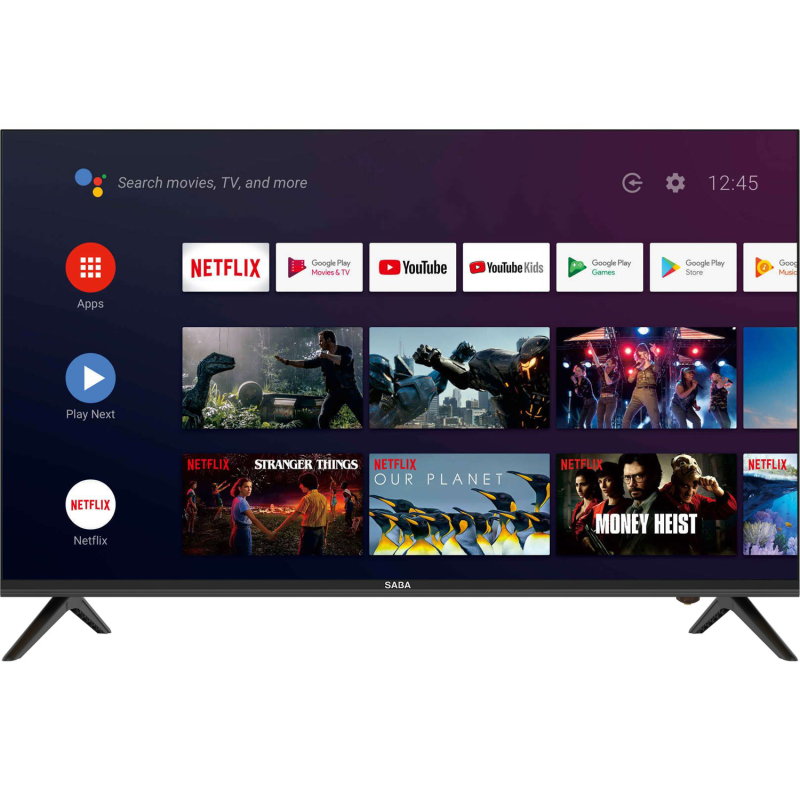 Search movies, TV, and more
12:45
Apps
NETFLIX
Google Play
Movies & TV
YouTube
YouTube Kids
Google Play
Games
Google Play
Store
Play Next
NETFLIX
Netflix
NETFLIX
STRANGER THINGS
NETFLIX
OUR PLANET
NETFLIX
MONEY HEIST
NETFLIX
SABA